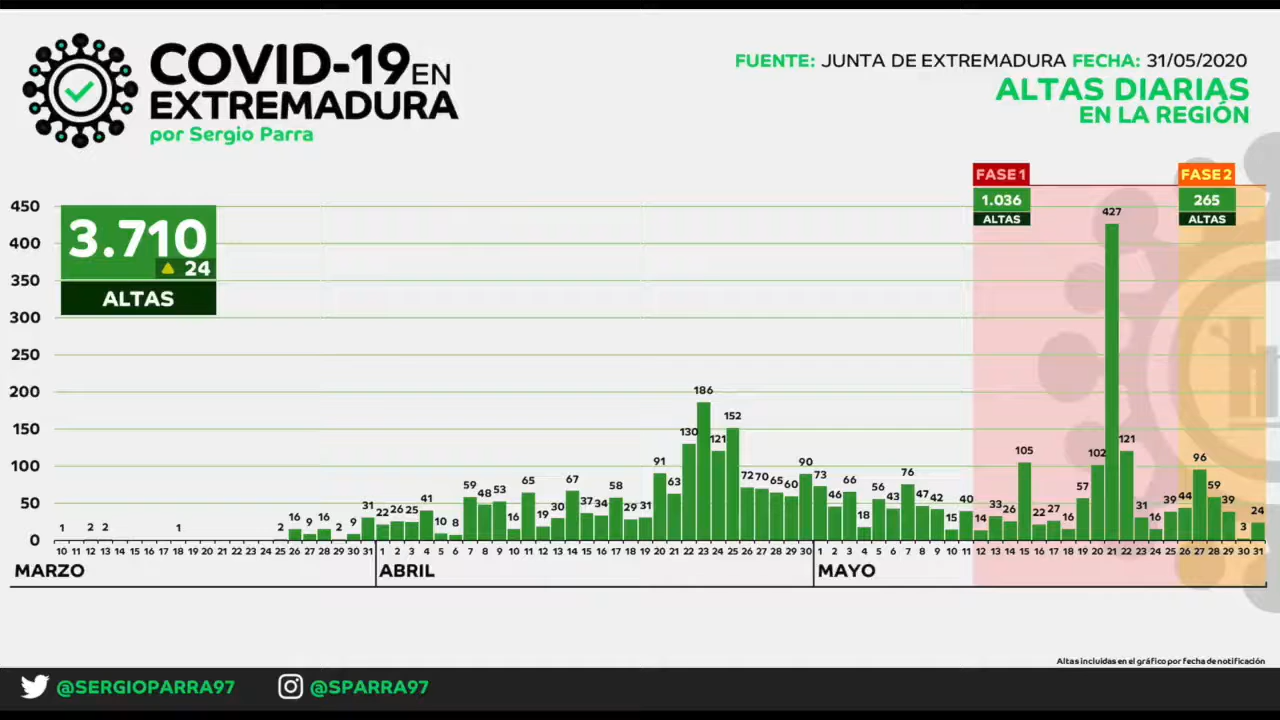 COVID-19 EN
EXTREMADURA
por Sergio Parra
FUENTE: JUNTA DE EXTREMADURA FECHA: 31/05/2020
ALTAS DIARIAS
EN LA REGIÓN
FASE 1 FASE 2
1.036 265
ALTAS ALTAS
3.710
24
ALTAS
450
400
350
300
250
200
150
100
50
0
1 2 2 1 2 16 9 16 2 9 31 22 26 25 41 10 8 59 48 53 16 65 19 30 67 37 34 58 29 31 91 63 130 186 121 152 72 70 65 60 90 73 46 66 18 56 43 76 47 42 15 40 14 33 26 105 22 27 16 57 102 427 121 31 16 39 44 96 59 39 3 24
10 11 12 13 14 15 16 17 18 19 20 21 22 23 24 25 26 27 28 29 30 31 1 2 3 4 5 6 7 8 9 10 11 12 13 14 15 16 17 18 19 20 21 22 23 24 25 26 27 28 29 30 1 2 3 4 5 6 7 8 9 10 11 12 13 14 15 16 17 18 19 20 21 22 23 24 25 26 27 28 29 30 31
MARZO ABRIL MAYO
Altas incluidas en el gráfico por fecha de notificación
@SERGIOPARRA97 @SPARRA97